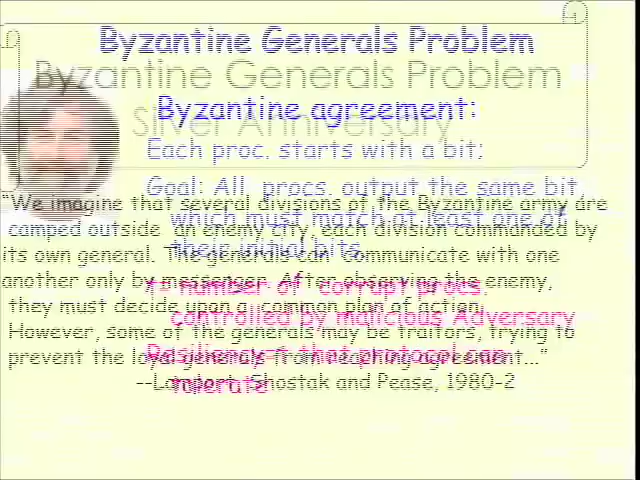 Byzantine Generals Problem
Byzantine Generals Problem
Silver Anniversary
Byzantine agreement:
Each proc. starts with a bit;
Goal: All procs. output the same bit
which must match at least one of
their initial bits
"We imagine that several divisions of the Byzantine army are
camped outside an enemy city, each division commanded by
its own general. The generals can communicate with one
another only by messenger. After observing the enemy,
they must decide upon a common plan of action.
However, some of the generals may be traitors, trying to
prevent the loyal generals from reaching agreement..."
--Lamport, Shostak and Pease, 1980-2
number of corrupt procs.
controlled by malicious Adversary
Resiliency= that protocol can
tolerate